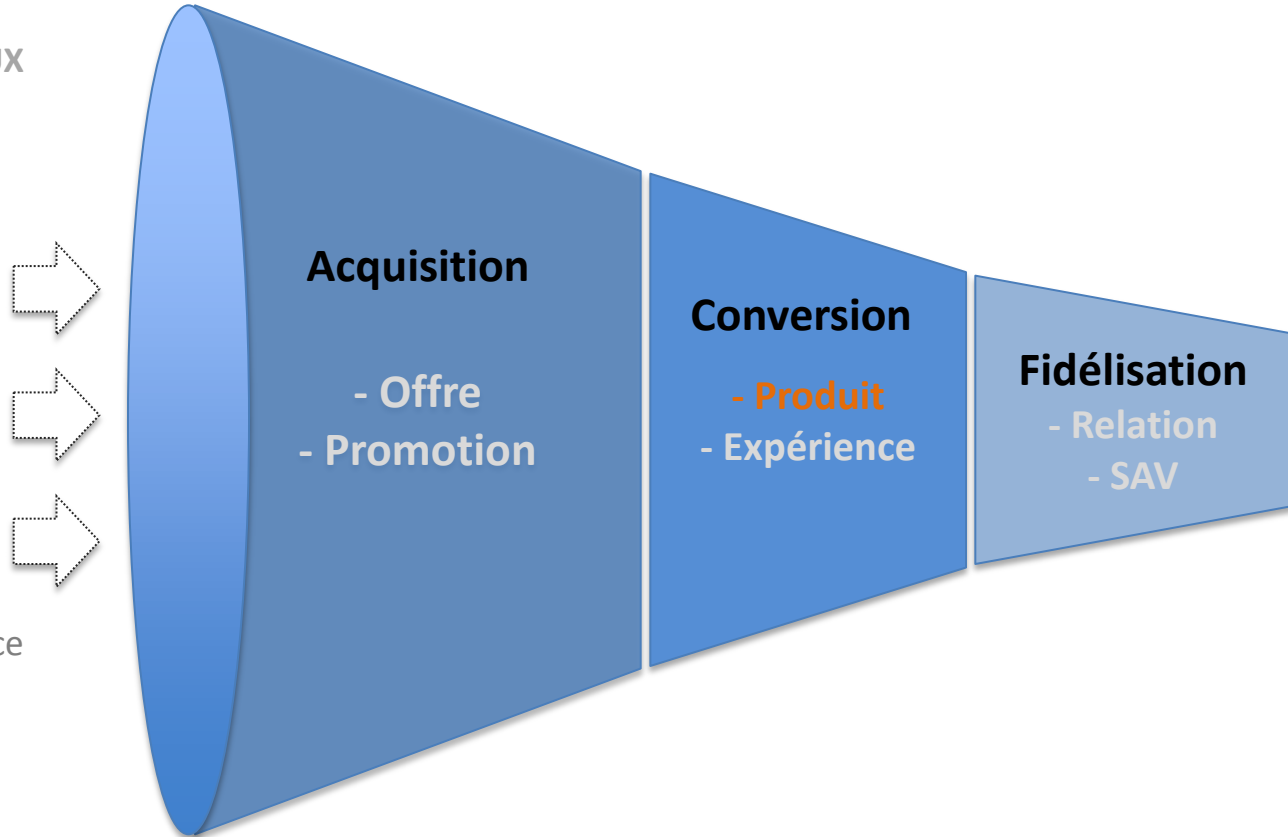 Acquisition
- Offre
- Promotion
Conversion
- Produit
- Expérience
Fidélisation
- Relation
- SAV